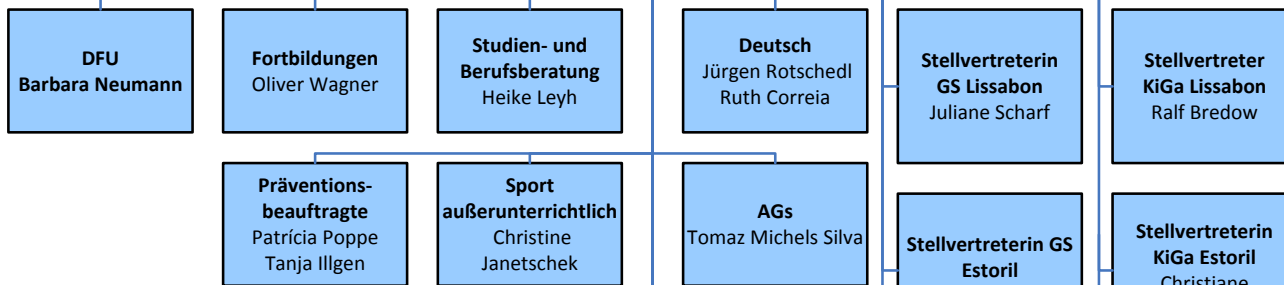 DFU
Barbara Neumann
Fortbildungen
Oliver Wagner
Studien- und
Berufsberatung
Heike Leyh
Deutsch
Jürgen Rotschedl
Ruth Correia
Stellvertreterin
GS Lissabon
Juliane Scharf
Stellvertreter
KiGa Lissabon
Ralf Bredow
Präventions-
beauftragte
Patrícia Poppe
Tanja Illgen
Sport
außerunterrichtlich
Christine
Janetschek
AGs
Tomaz Michels Silva
Stellvertreterin GS
Estoril
Stellvertreterin
KiGa Estoril
Christiane